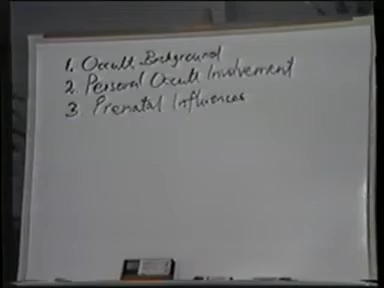 1. Occult Background
2. Personal Occult Involvement
3 Prenatal Influences